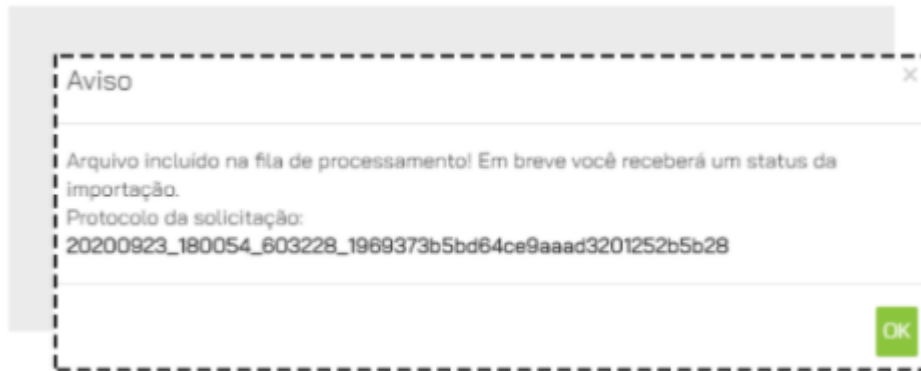 Aviso
Arquivo incluído na fila de processamento! Em breve você receberá um status da
importação.
Protocolo da solicitação:
20200923_180054_603228_1969373b5bd64ce9aaad3201252b5b28
OK